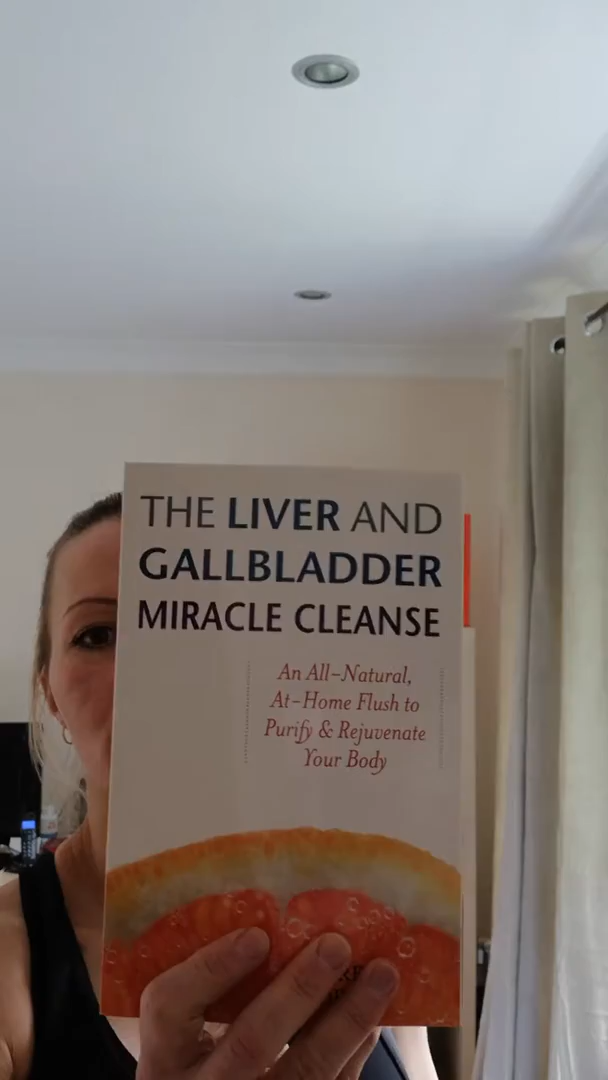 THE LIVER AND
GALLBLADDER
MIRACLE CLEANSE
An All-Natural,
At-Home Flush to
Purify & Rejuvenate
Your Body